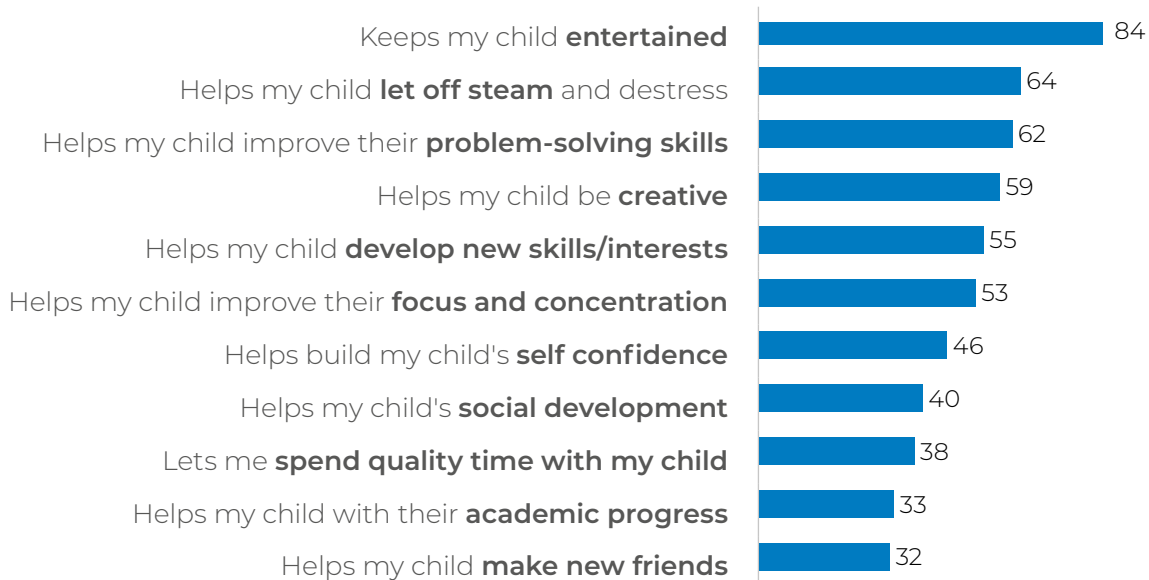 Keeps my child entertained 84
Helps my child let off steam and destress 64
Helps my child improve their problem-solving skills 62
Helps my child be creative 59
Helps my child develop new skills/interests 55
Helps my child improve their focus and concentration 53
Helps build my child's self confidence 46
Helps my child's social development 40
Lets me spend quality time with my child 38
Helps my child with their academic progress 33
Helps my child make new friends 32